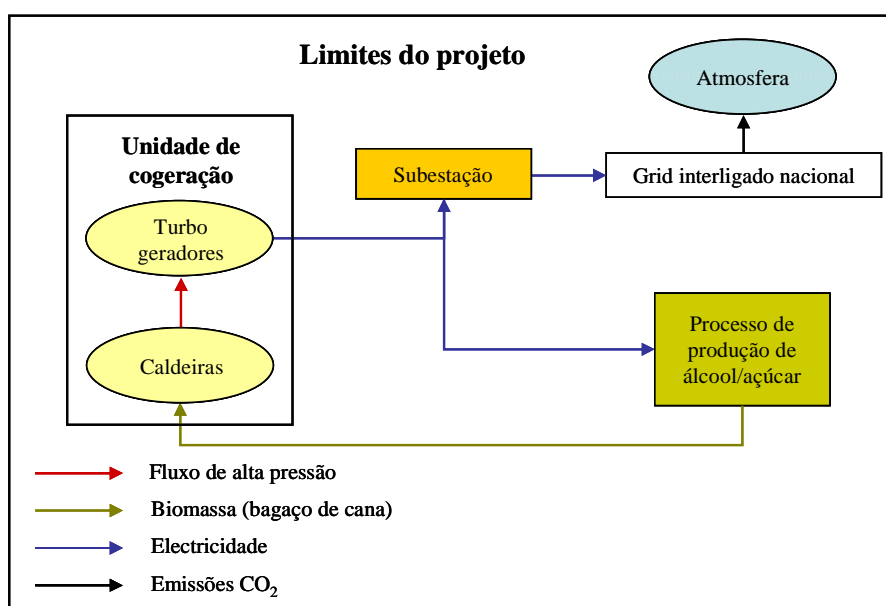 Limites do projeto
Atmosfera
Unidade de
cogeração
Subestação
Grid interligado nacional
Turbo
geradores
Processo de
produção de
álcool/açúcar
Caldeiras
Fluxo de alta pressão
Biomassa (bagaço de cana)
Electricidade
Emissões CO₂